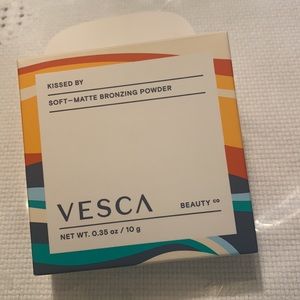 KISSED BY
SOFT-MATTE BRONZING POWDER
VESCA
BEAUTY CO
NET WT. 0.35 oz / 10 g